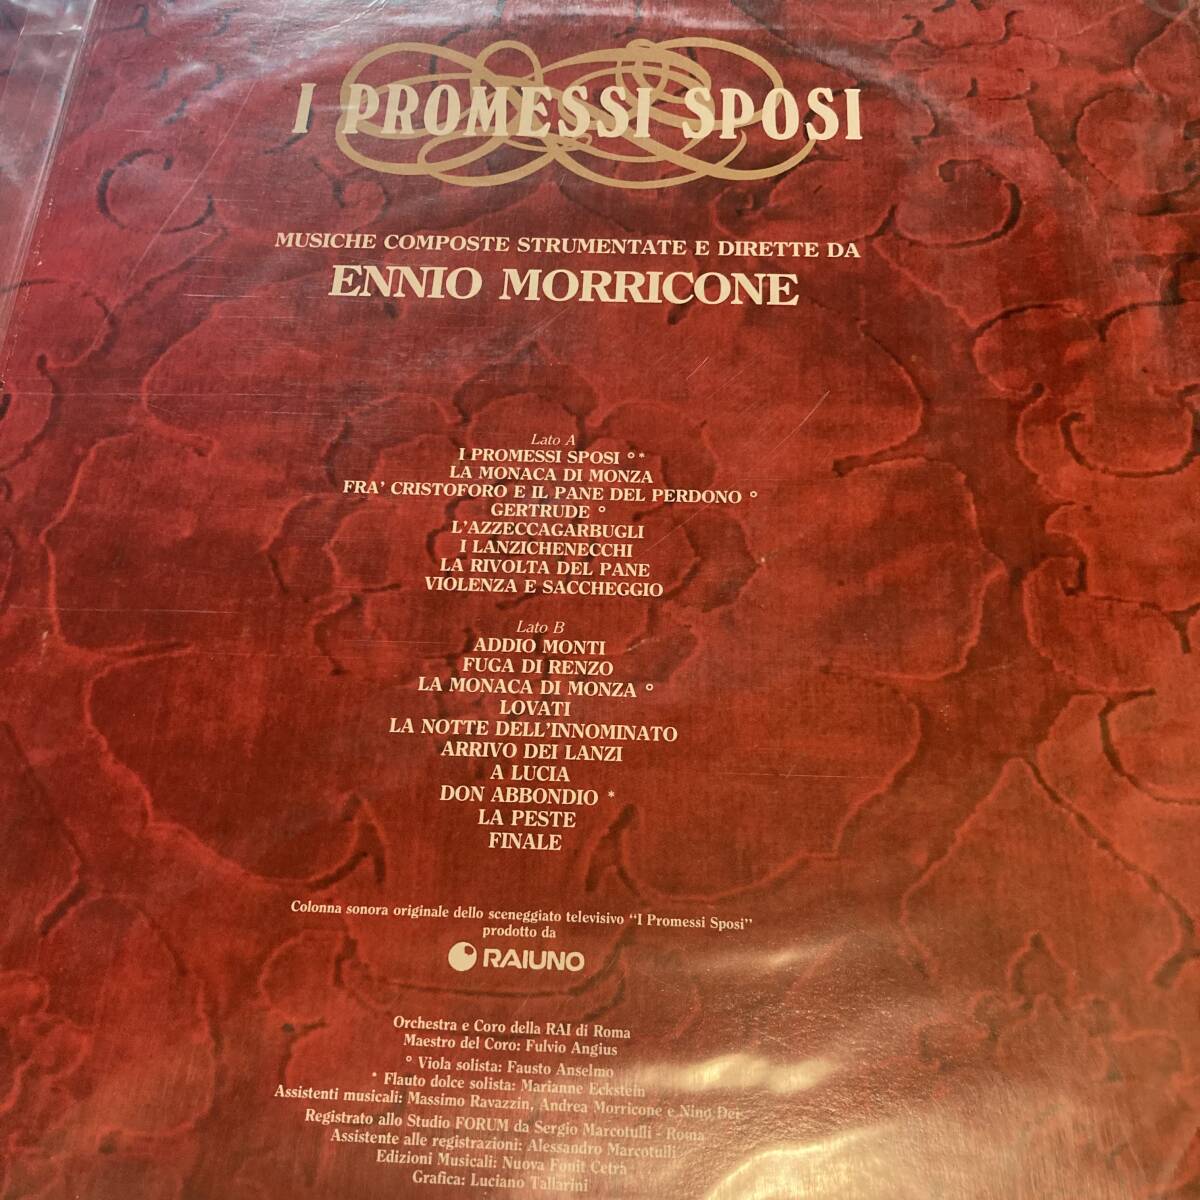 I PROMESSI SPOSI
MUSICHE COMPOSTE STRUMENTATE E DIRETTE DA
ENNIO MORRICONE
Lato A
I PROMESSI SPOSI °*
LA MONACA DI MONZA
FRA' CRISTOFORO E IL PANE DEL PERDONO °
GERTRUDE °
L'AZZECCAGARBUGLI
I LANZICHENECCHI
LA RIVOLTA DEL PANE
VIOLENZA E SACCHEGGIO
Lato B
ADDIO MONTI
FUGA DI RENZO
LA MONACA DI MONZA °
LOVATI
LA NOTTE DELL'INNOMINATO
ARRIVO DEI LANZI
A LUCIA
DON ABBONDIO *
LA PESTE
FINALE
Colonna sonora originale dello sceneggiato televisivo "I Promessi Sposi"
prodotto da
RAIUNO
Orchestra e Coro della RAI di Roma
Maestro del Coro: Fulvio Angius
° Viola solista: Fausto Anselmo
* Flauto dolce solista: Marianne Eckstein
Assistenti musicali: Massimo Ravazzin, Andrea Morricone e Nino Dei
Registrato allo Studio FORUM da Sergio Marcotulli - Roma
Assistente alle registrazioni: Alessandro Marcotulli
Edizioni Musicali: Nuova Fonit Cetra
Grafica: Luciano Tallarini